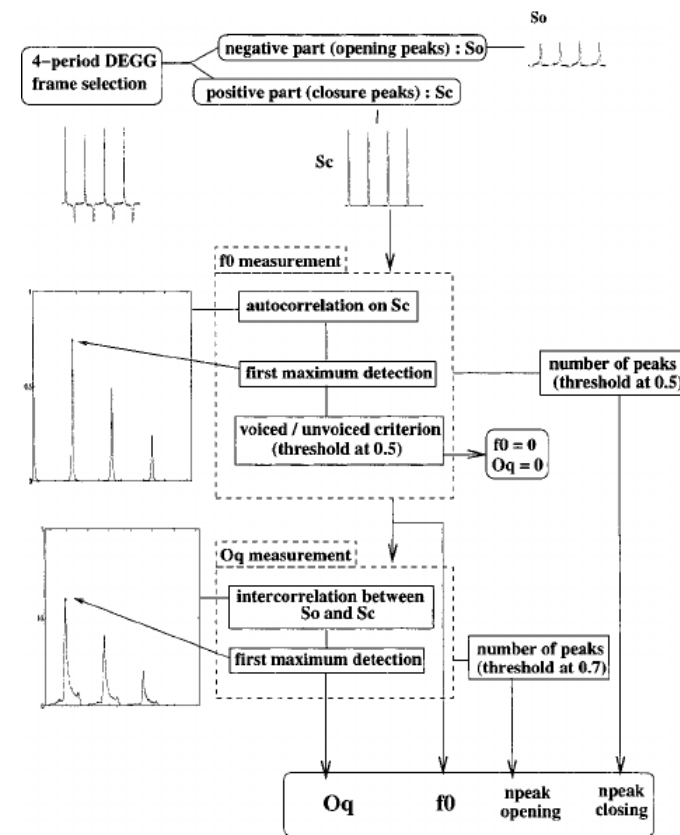 So
4-period DEGG
frame selection
negative part (opening peaks) : So
positive part (closure peaks) : Sc
Sc
f0 measurement
autocorrelation on Sc
first maximum detection
voiced / unvoiced criterion
(threshold at 0.5)
number of peaks
(threshold at 0.5)
f0 = 0
Oq = 0
0.5
Oq measurement
intercorrelation between
So and Sc
first maximum detection
number of peaks
(threshold at 0.7)
Oq
f0
npeak
opening
npeak
closing